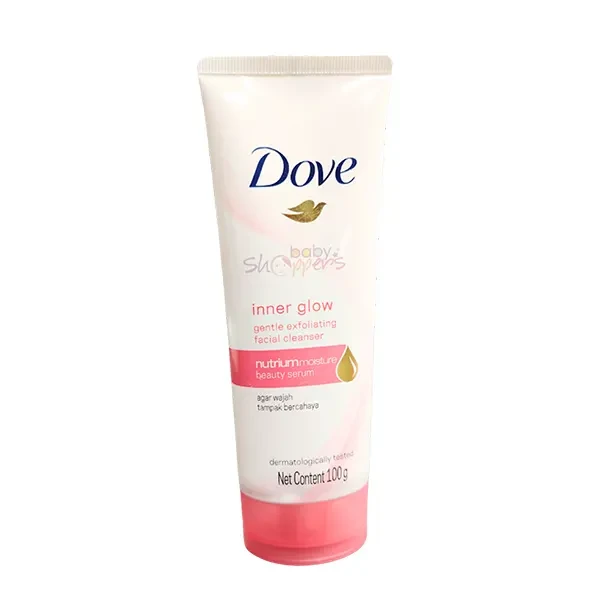 Dove
baby
shoppers
inner glow
gentle exfoliating
facial cleanser
nutriummoisture
beauty serum
agar wajah
tampak bercahaya
dermatologically tested
Net Content 100 g